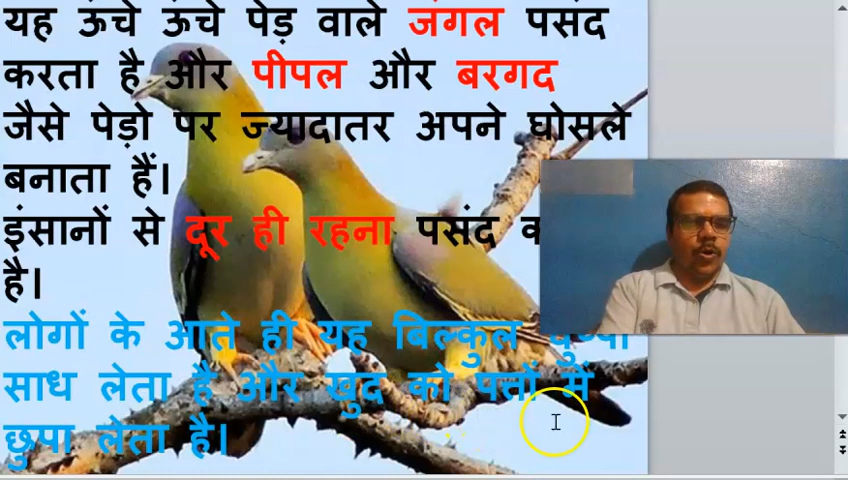 यह ऊंचे ऊंचे पेड़ वाले जंगल पसंद
करता है और पीपल और बरगद
जैसे पेड़ो पर ज्यादातर अपने घोसले
बनाता हैं।
इंसानों से दूर ही रहना पसंद
है।
लोगों के आते ही यह बिल्कुल
साध लेता है और खुद को पत्तों में
छुपा लेता है।